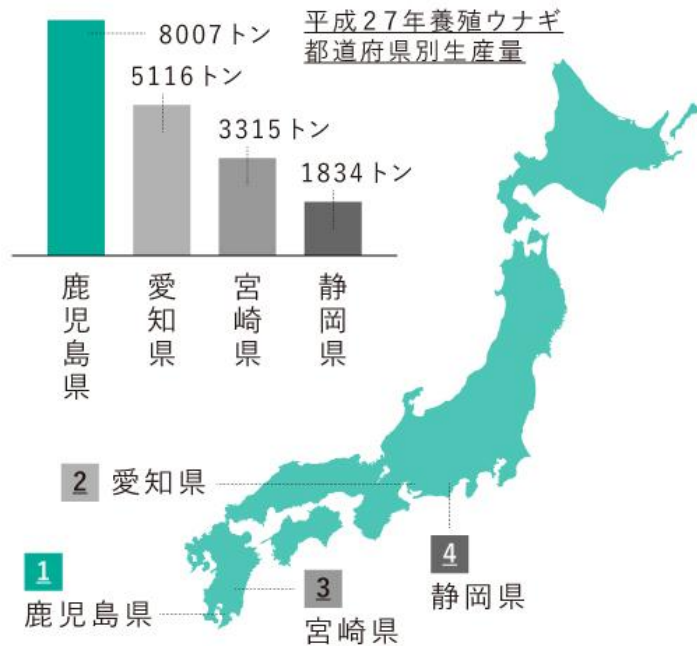 平成27年養殖ウナギ
都道府県別生産量
8007トン
5116トン
3315トン
1834トン
鹿児島県
愛知県
宮崎県
静岡県
2 愛知県
1
鹿児島県
3
宮崎県
4
静岡県